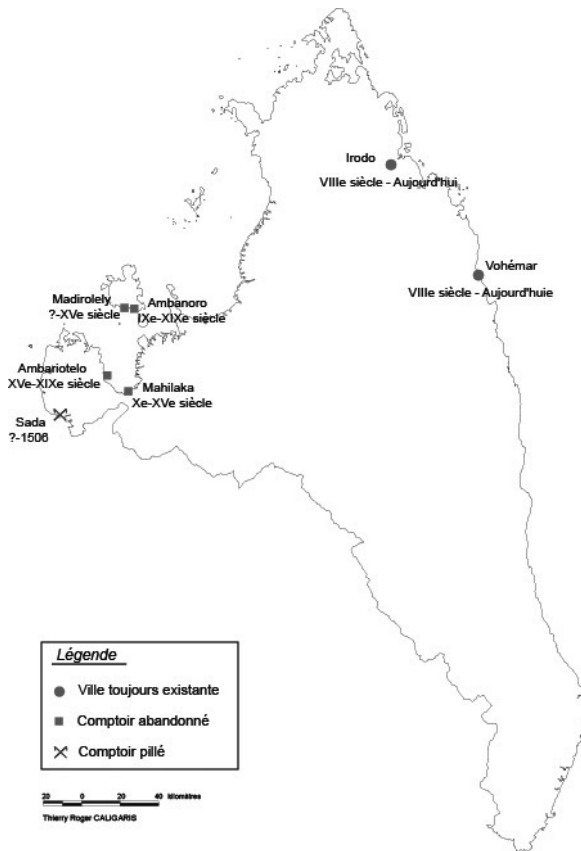 Irodo
VIIIe siècle - Aujourd'hui
Vohémar
VIIIe siècle - Aujourd'huie
Madirolely
?-XVe siècle
Ambanoro
IXe-XIXe siècle
Ambariotelo
XVe-XIXe siècle
Mahilaka
Xe-XVe siècle
Sada
?-1506
Légende
Ville toujours existante
Comptoir abandonné
Comptoir pillé
20 0 20 40 kilomètres
Thierry Roger CALIGARIS